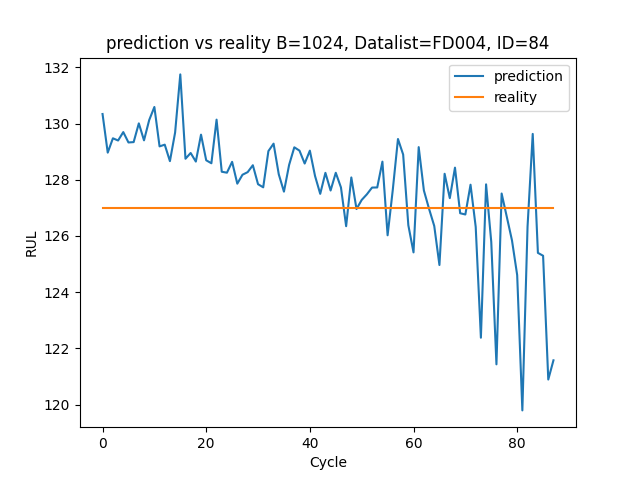 prediction vs reality B=1024, Datalist=FD004, ID=84
prediction
reality
RUL
132
130
128
126
124
122
120
0 20 40 60 80
Cycle